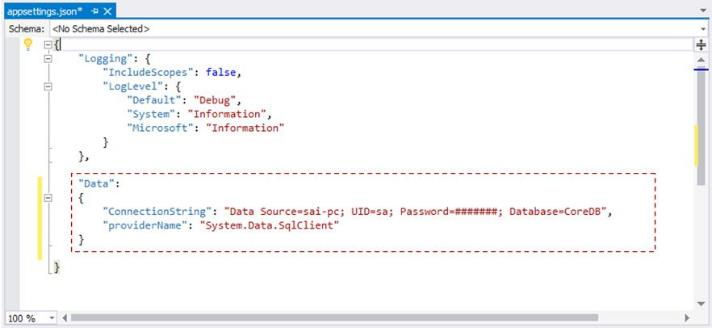 appsettings.json*
Schema: <No Schema Selected>
{
"Logging": {
"IncludeScopes": false,
"LogLevel": {
"Default": "Debug",
"System": "Information",
"Microsoft": "Information"
}
},
"Data":
{
"ConnectionString": "Data Source=sai-pc; UID=sa; Password=#######; Database=CoreDB",
"providerName": "System.Data.SqlClient"
}
}
100 %